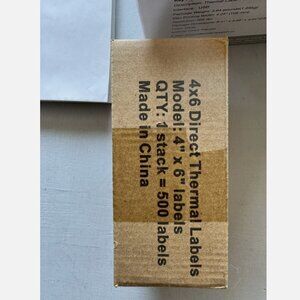 4x6 Direct Thermal Labels
Model: 4" x 6" labels
QTY: 1 stack = 500 labels
Made in China